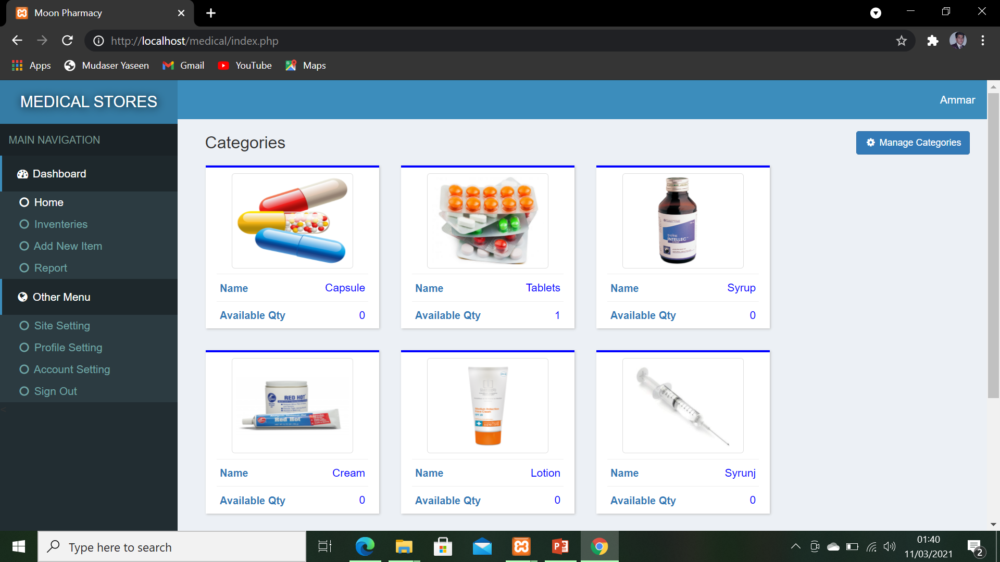 Moon Pharmacy
http://localhost/medical/index.php
Apps Mudaser Yaseen Gmail YouTube Maps
MEDICAL STORES
Ammar
MAIN NAVIGATION
Dashboard
Home
Inventeries
Add New Item
Report
Other Menu
Site Setting
Profile Setting
Account Setting
Sign Out
<
Categories
Manage Categories
INTELLEC
Name Capsule
Available Qty 0
Name Tablets
Available Qty 1
Name Syrup
Available Qty 0
RED HOT
Red Hot
Name Cream
Available Qty 0
Name Lotion
Available Qty 0
Name Syrunj
Available Qty 0
Type here to search
01:40
11/03/2021
2